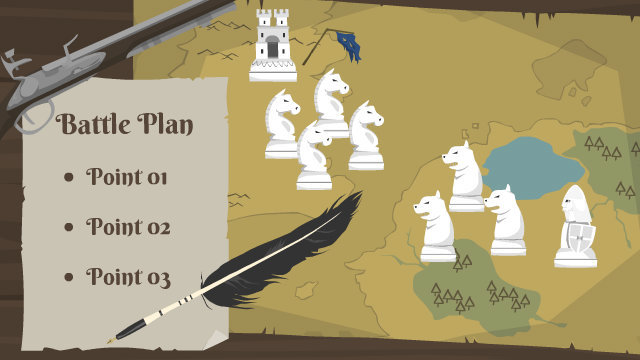 Battle Plan
• Point 01
• Point 02
• Point 03